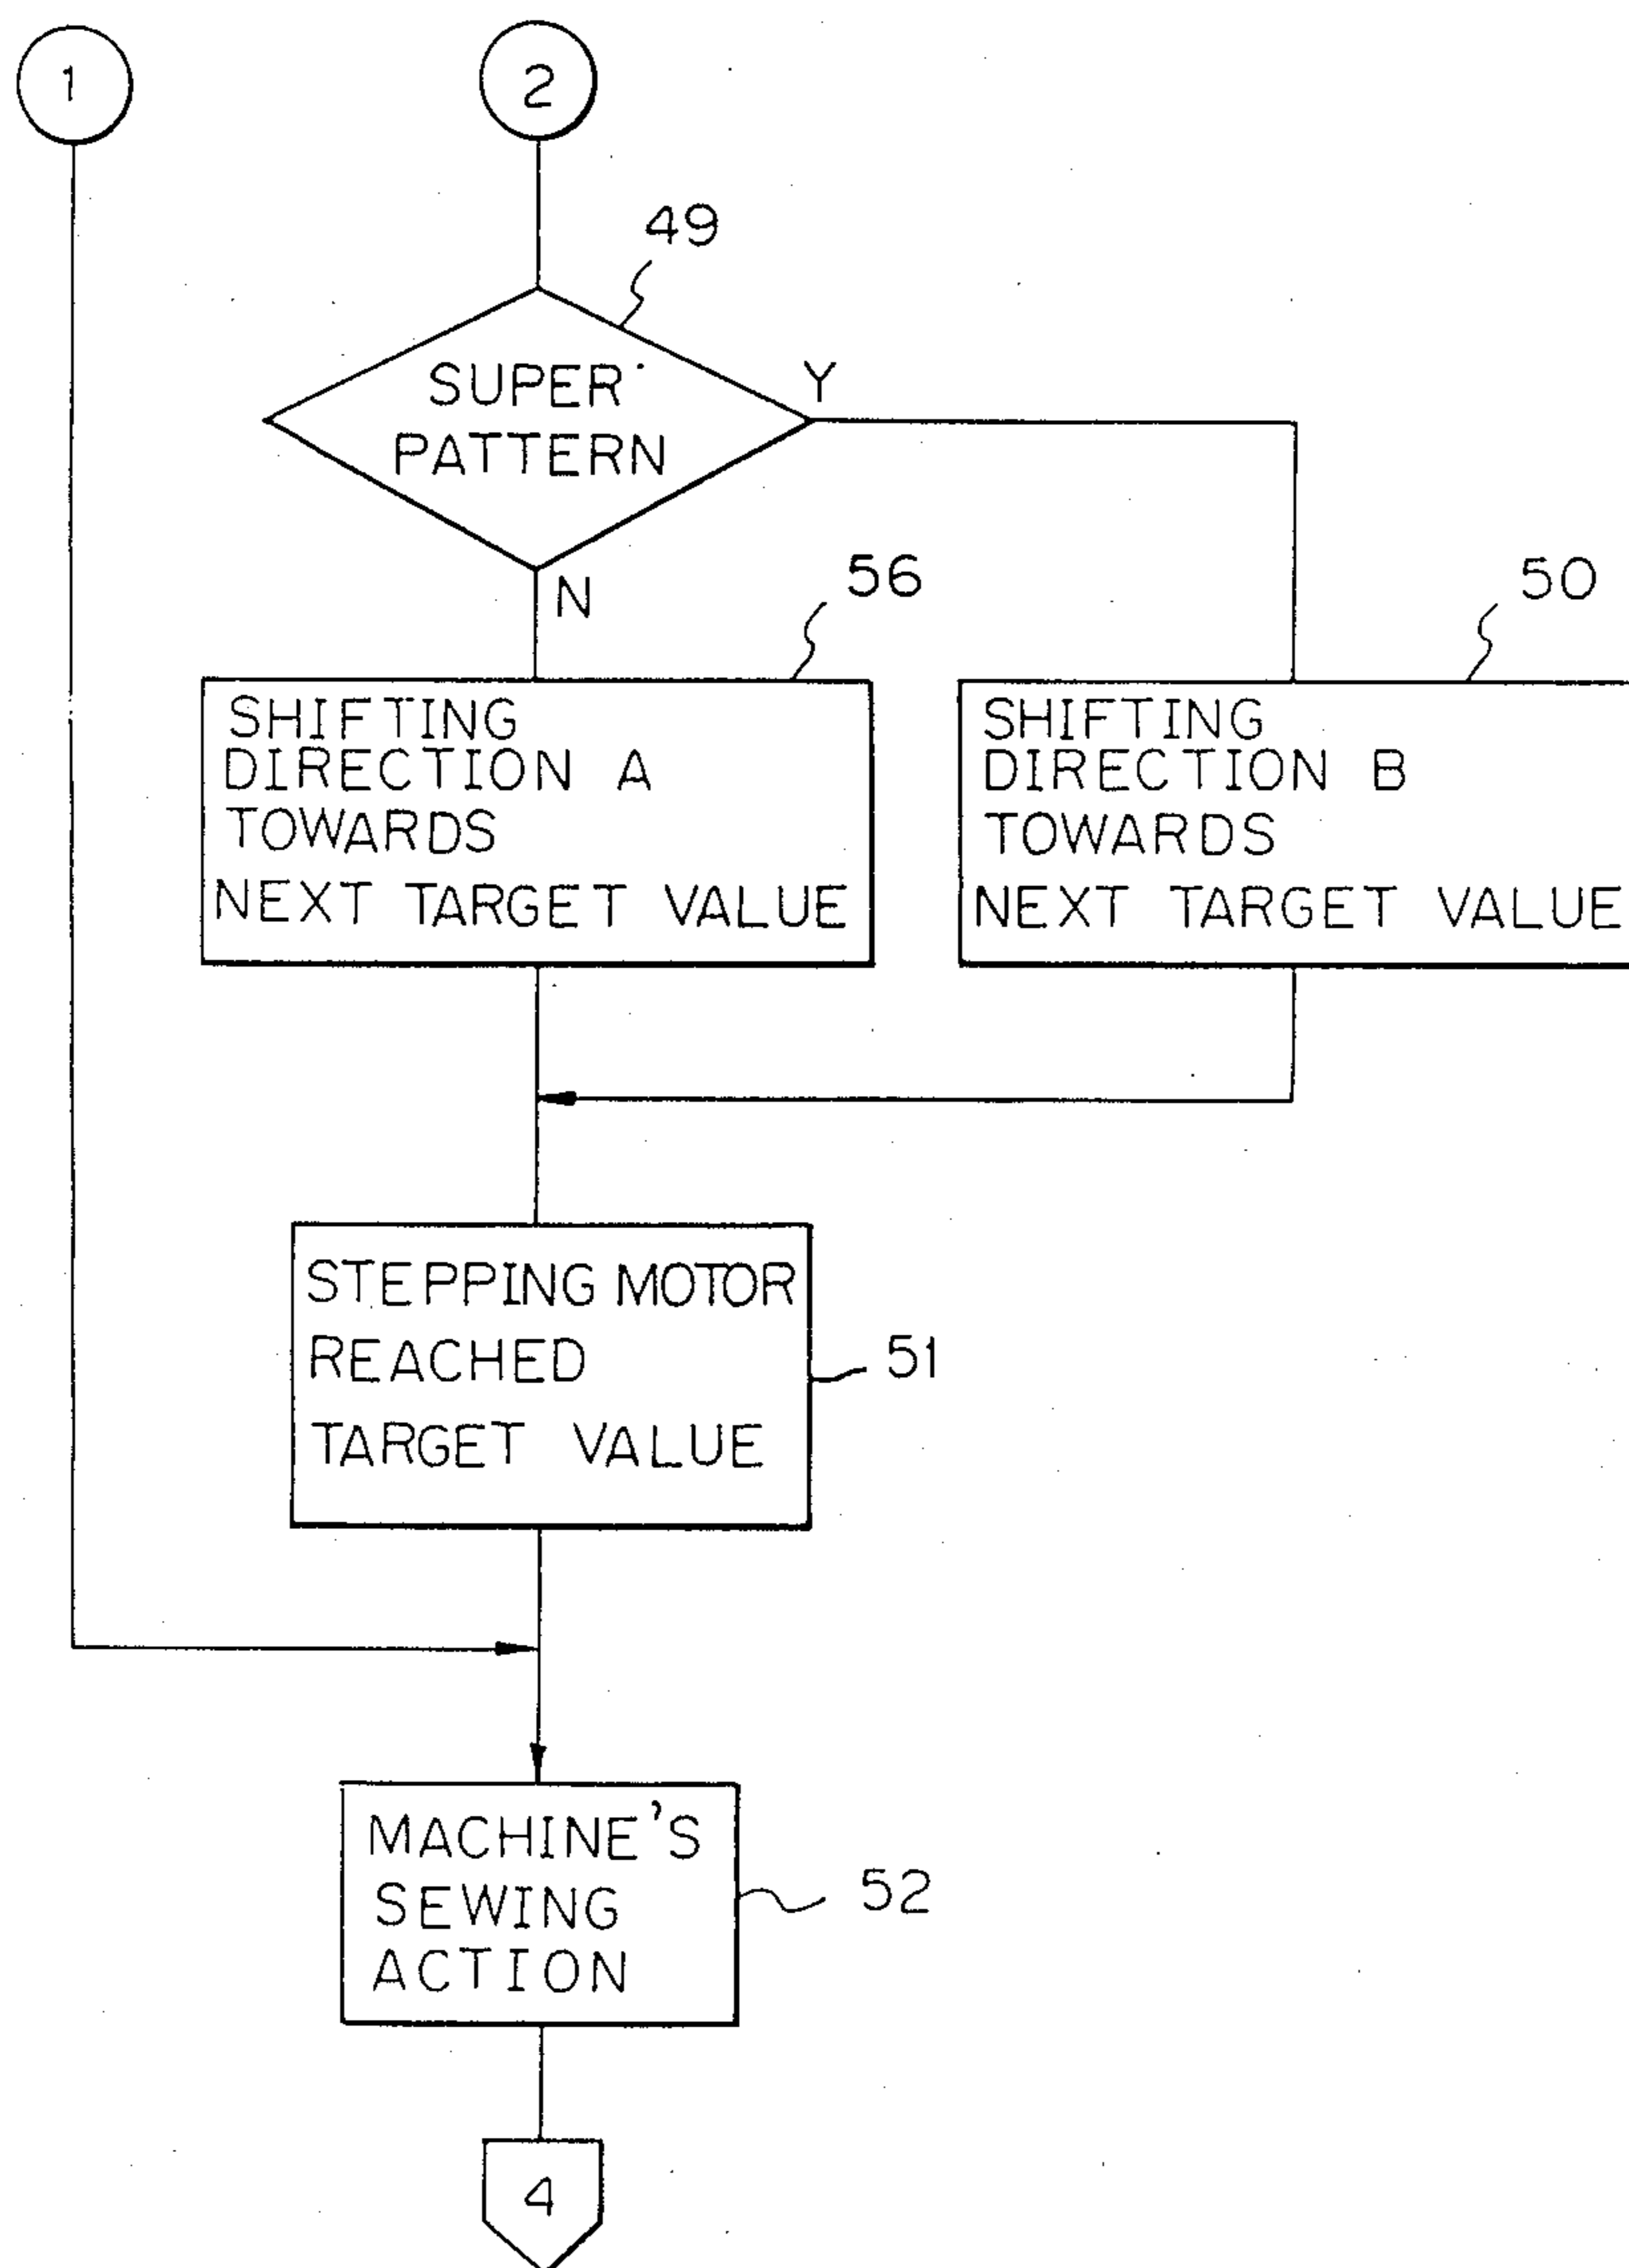 1
2
49
SUPER
PATTERN
Y
N
56
50
SHIFTING
DIRECTION A
TOWARDS
NEXT TARGET VALUE
SHIFTING
DIRECTION B
TOWARDS
NEXT TARGET VALUE
STEPPING MOTOR
REACHED
TARGET VALUE
51
MACHINE'S
SEWING
ACTION
52
4